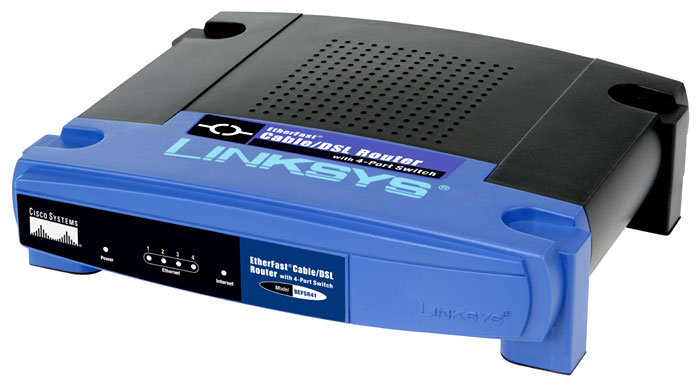 EtherFast®
Cable/DSL Router
with 4-Port Switch
LINKSYS®
CISCO SYSTEMS
Power
1 2 3 4
Ethernet
Internet
EtherFast® Cable/DSL
Router with 4-Port Switch
Model BEFSR41
LINKSYS®